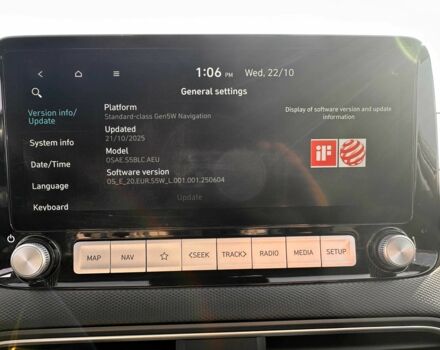 1:06 PM Wed, 22/10
General settings
Version info/
Update
System info
Date/Time
Language
Keyboard
Platform
Standard-class Gen5W Navigation
Updated
21/10/2025
Model
OSAE.S5BLC.AEU
Software version
OS_E_20.EUR.S5W_L.001.001.250604
Update
Display of software version and update
information
iF
MAP NAV <SEEK TRACK> RADIO MEDIA SETUP